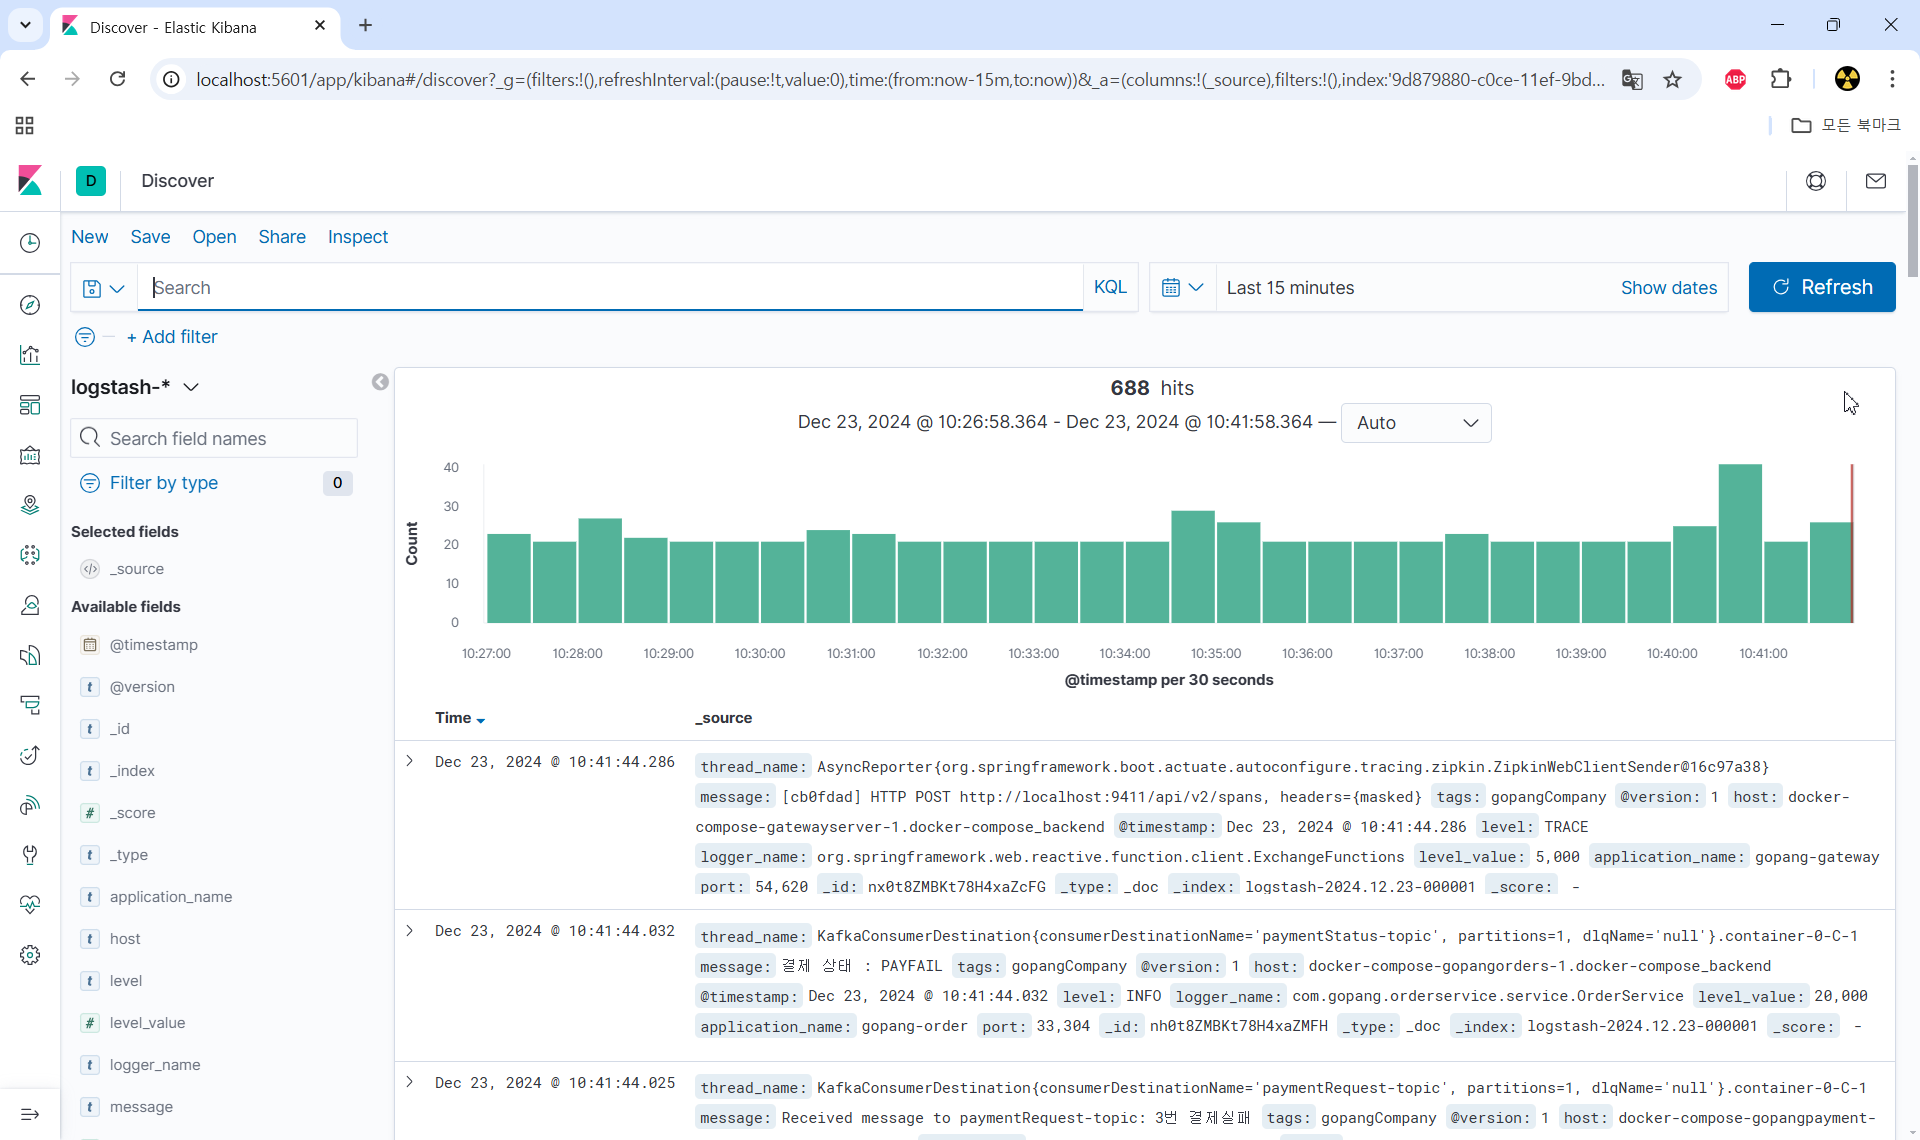 Discover - Elastic Kibana
localhost:5601/app/kibana#/discover?_g=(filters:!(),refreshInterval:(pause:!t,value:0),time:(from:now-15m,to:now))&_a=(columns:!(_source),filters:!(),index:'9d879880-c0ce-11ef-9bd...
ABP
모든 북마크
D Discover
New Save Open Share Inspect
Search KQL Last 15 minutes Show dates Refresh
+ Add filter
logstash-*
Search field names
Filter by type 0
Selected fields
_source
Available fields
@timestamp
t @version
t _id
t _index
# _score
t _type
t application_name
t host
t level
# level_value
t logger_name
t message
688 hits
Dec 23, 2024 @ 10:26:58.364 - Dec 23, 2024 @ 10:41:58.364 — Auto
Count
40
30
20
10
0
10:27:00 10:28:00 10:29:00 10:30:00 10:31:00 10:32:00 10:33:00 10:34:00 10:35:00 10:36:00 10:37:00 10:38:00 10:39:00 10:40:00 10:41:00
@timestamp per 30 seconds
Time _source
Dec 23, 2024 @ 10:41:44.286 thread_name: AsyncReporter{org.springframework.boot.actuate.autoconfigure.tracing.zipkin.ZipkinWebClientSender@16c97a38}
message: [cb0fdad] HTTP POST http://localhost:9411/api/v2/spans, headers={masked} tags: gopangCompany @version: 1 host: docker-
compose-gatewayserver-1.docker-compose_backend @timestamp: Dec 23, 2024 @ 10:41:44.286 level: TRACE
logger_name: org.springframework.web.reactive.function.client.ExchangeFunctions level_value: 5,000 application_name: gopang-gateway
port: 54,620 _id: nx0t8ZMBKt78H4xaZcFG _type: _doc _index: logstash-2024.12.23-000001 _score: -
Dec 23, 2024 @ 10:41:44.032 thread_name: KafkaConsumerDestination{consumerDestinationName='paymentStatus-topic', partitions=1, dlqName='null'}.container-0-C-1
message: 결제 상태 : PAYFAIL tags: gopangCompany @version: 1 host: docker-compose-gopangorders-1.docker-compose_backend
@timestamp: Dec 23, 2024 @ 10:41:44.032 level: INFO logger_name: com.gopang.orderservice.service.OrderService level_value: 20,000
application_name: gopang-order port: 33,304 _id: nh0t8ZMBKt78H4xaZMFH _type: _doc _index: logstash-2024.12.23-000001 _score: -
Dec 23, 2024 @ 10:41:44.025 thread_name: KafkaConsumerDestination{consumerDestinationName='paymentRequest-topic', partitions=1, dlqName='null'}.container-0-C-1
message: Received message to paymentRequest-topic: 3번 결제실패 tags: gopangCompany @version: 1 host: docker-compose-gopangpayment-